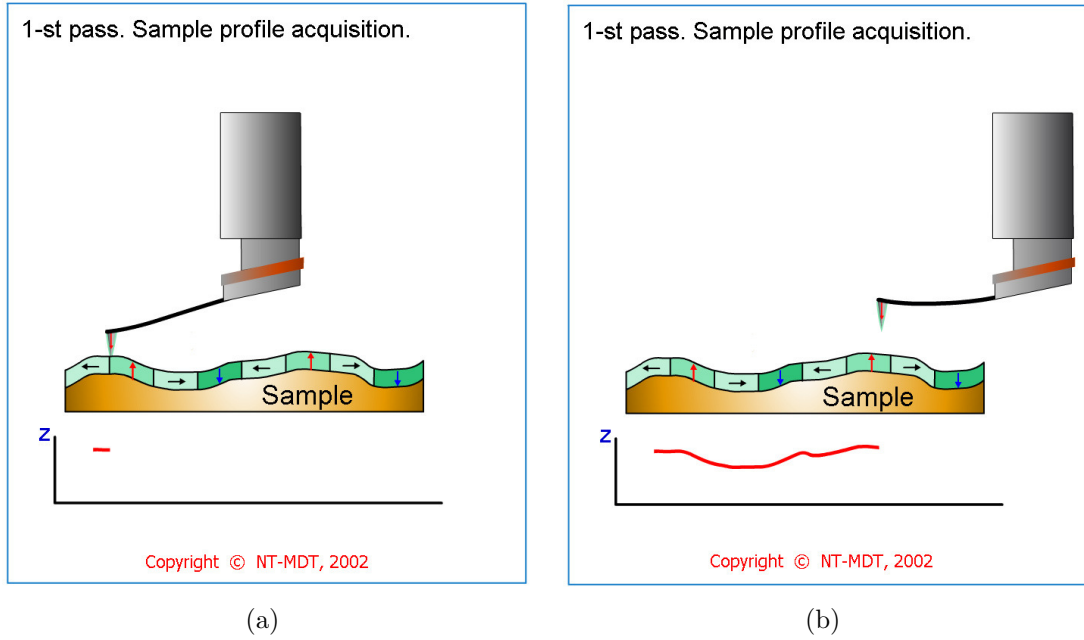 1-st pass. Sample profile acquisition.
Sample
z
Copyright © NT-MDT, 2002
(a)
1-st pass. Sample profile acquisition.
Sample
z
Copyright © NT-MDT, 2002
(b)